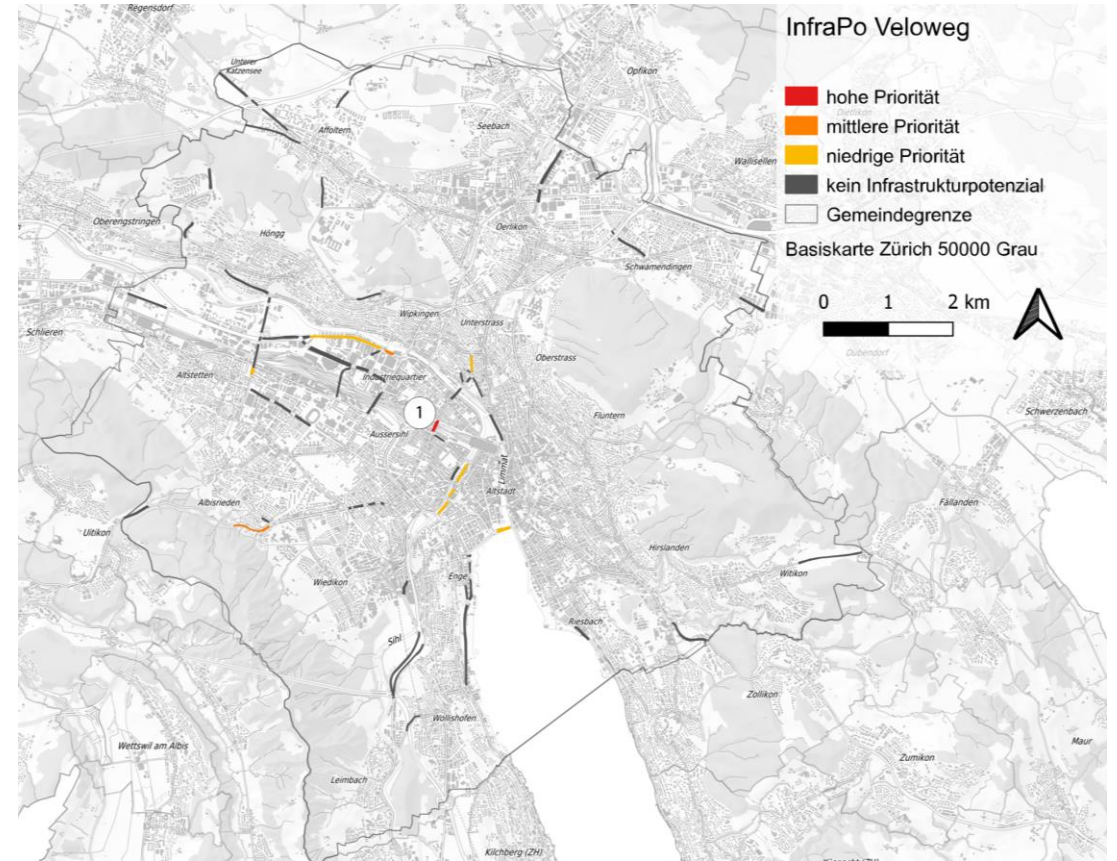 InfraPo Veloweg
hohe Priorität
mittlere Priorität
niedrige Priorität
kein Infrastrukturpotenzial
Gemeindegrenze
Basiskarte Zürich 50000 Grau
0 1 2 km
Regensdorf
Unterer
Katzensee
Opfikon
Dietlikon
Affoltern
Seebach
Wallisellen
Oberengstringen
Höngg
Oerlikon
Schwamendingen
Schlieren
Wipkingen
Unterstrass
Oberstrass
Dübendorf
Altstetten
Industriequartier
Schwerzenbach
1
Fluntern
Aussersihl
Limmat
Altstadt
Albisrieden
Fällanden
Uitikon
Hirslanden
Witikon
Wiedikon
Enge
Riesbach
Sihl
Zollikon
Wollishofen
Wettswil am Albis
Maur
Zumikon
Leimbach
Kilchberg (ZH)